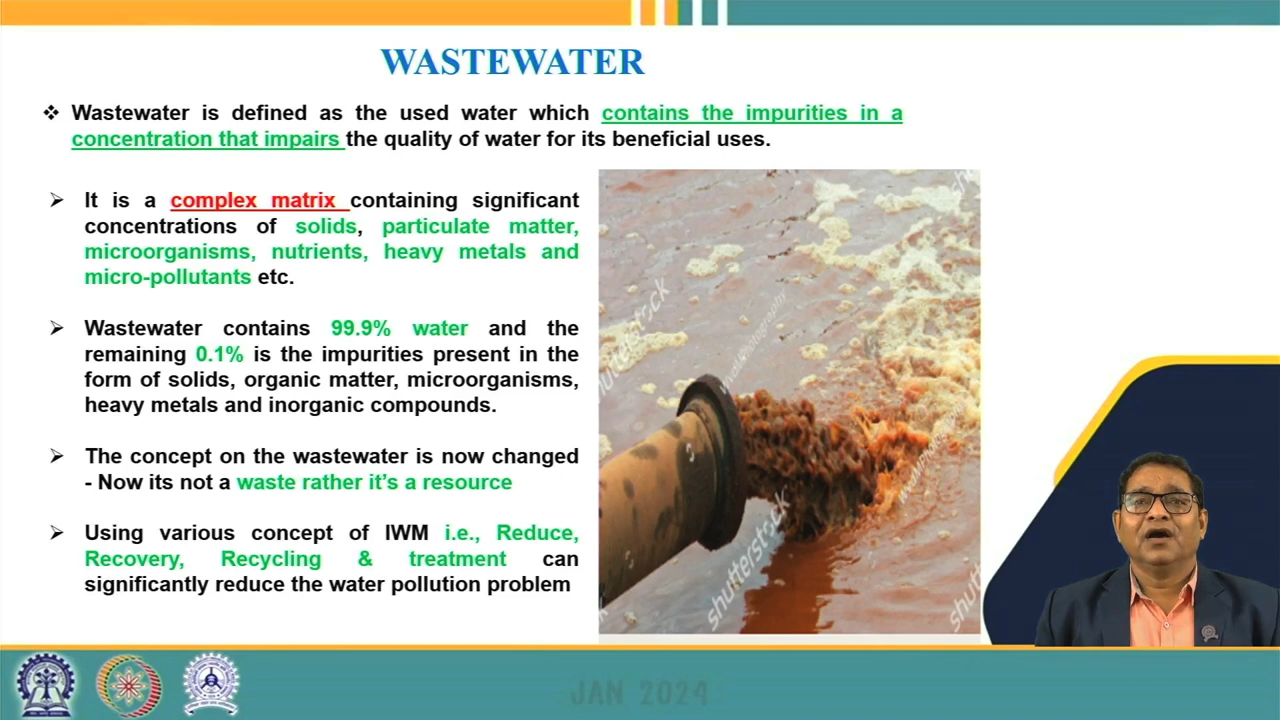 WASTEWATER
❖ Wastewater is defined as the used water which contains the impurities in a
concentration that impairs the quality of water for its beneficial uses.
➢ It is a complex matrix containing significant
concentrations of solids, particulate matter,
microorganisms, nutrients, heavy metals and
micro-pollutants etc.
➢ Wastewater contains 99.9% water and the
remaining 0.1% is the impurities present in the
form of solids, organic matter, microorganisms,
heavy metals and inorganic compounds.
➢ The concept on the wastewater is now changed
- Now its not a waste rather it's a resource
➢ Using various concept of IWM i.e., Reduce,
Recovery, Recycling & treatment can
significantly reduce the water pollution problem
shutterstock
shutterstock
JAN 2024